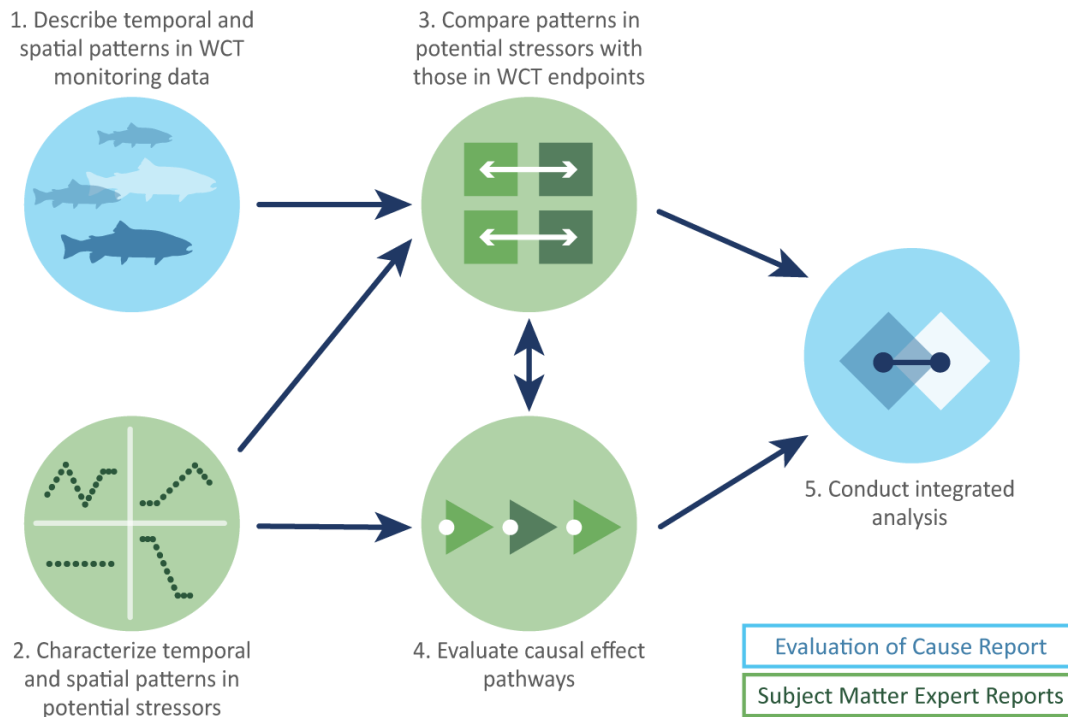 1. Describe temporal and
spatial patterns in WCT
monitoring data
3. Compare patterns in
potential stressors with
those in WCT endpoints
2. Characterize temporal
and spatial patterns in
potential stressors
4. Evaluate causal effect
pathways
5. Conduct integrated
analysis
Evaluation of Cause Report
Subject Matter Expert Reports